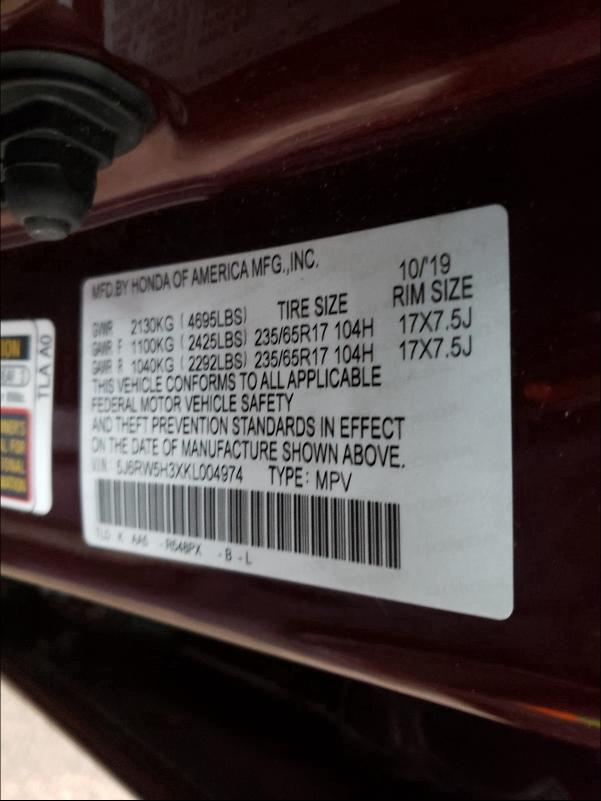 MFD.BY HONDA OF AMERICA MFG.,INC. 10/'19
GVWR 2130KG ( 4695LBS) TIRE SIZE RIM SIZE
GAWR F 1100KG ( 2425LBS) 235/65R17 104H 17X7.5J
GAWR R 1040KG ( 2292LBS) 235/65R17 104H 17X7.5J
THIS VEHICLE CONFORMS TO ALL APPLICABLE
FEDERAL MOTOR VEHICLE SAFETY
AND THEFT PREVENTION STANDARDS IN EFFECT
ON THE DATE OF MANUFACTURE SHOWN ABOVE.
V.I.N.: 5J6RW5H3XKL004974 TYPE: MPV
TLG K AA5 -R548PX -B -L
TLA A0